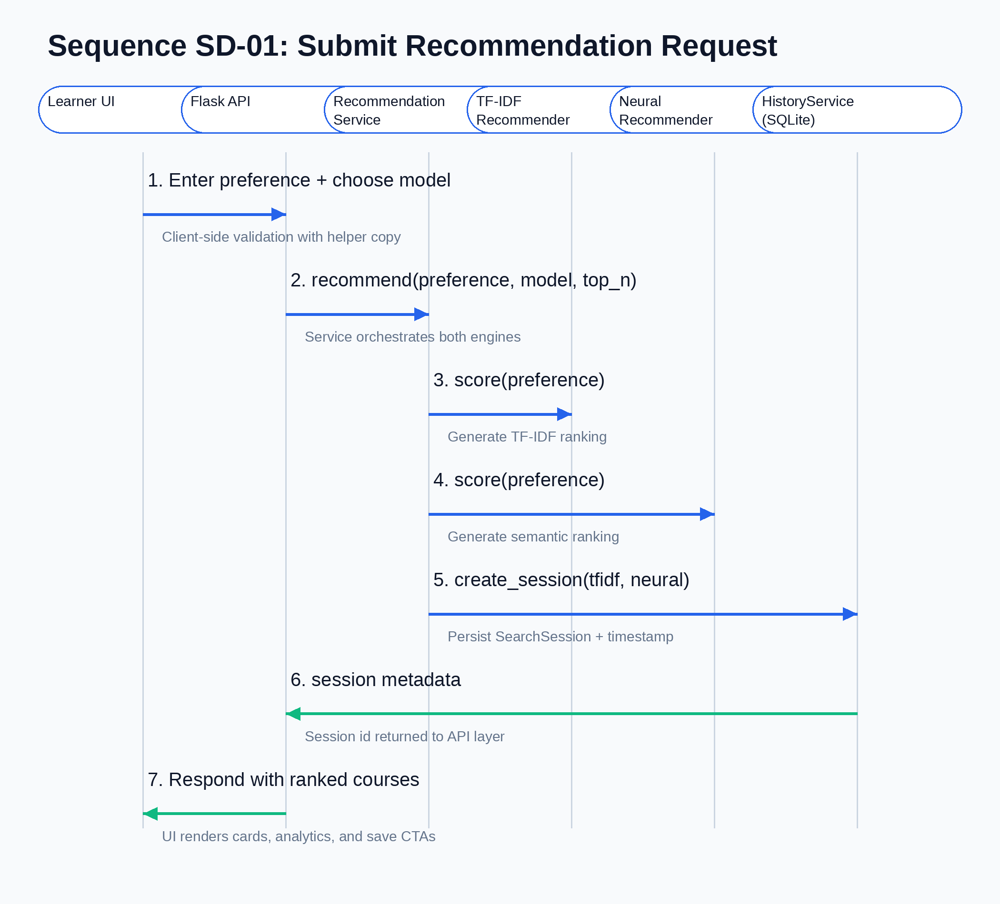 Sequence SD-01: Submit Recommendation Request
Learner UI
Flask API
Recommendation
Service
TF-IDF
Recommender
Neural
Recommender
HistoryService
(SQLite)
1. Enter preference + choose model
Client-side validation with helper copy
2. recommend(preference, model, top_n)
Service orchestrates both engines
3. score(preference)
Generate TF-IDF ranking
4. score(preference)
Generate semantic ranking
5. create_session(tfidf, neural)
Persist SearchSession + timestamp
6. session metadata
Session id returned to API layer
7. Respond with ranked courses
UI renders cards, analytics, and save CTAs